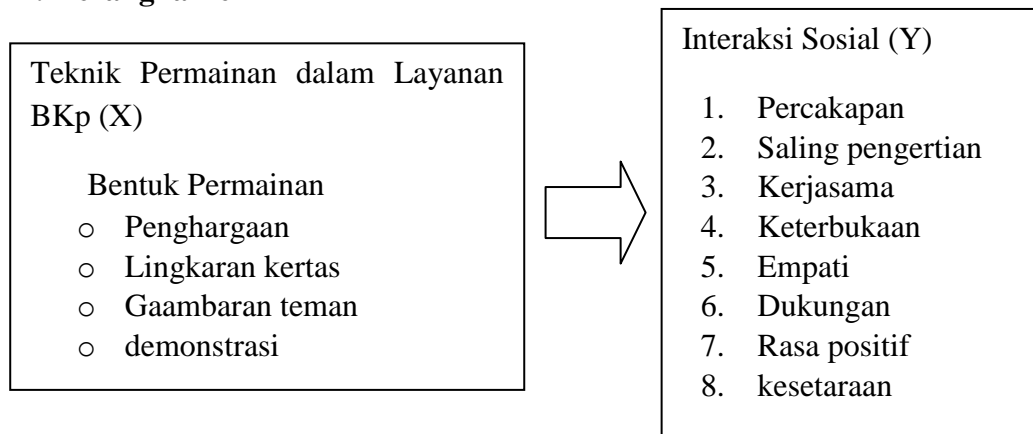 Teknik Permainan dalam Layanan
BKp (X)
Bentuk Permainan
o Penghargaan
o Lingkaran kertas
o Gaambaran teman
o demonstrasi
Interaksi Sosial (Y)
1. Percakapan
2. Saling pengertian
3. Kerjasama
4. Keterbukaan
5. Empati
6. Dukungan
7. Rasa positif
8. kesetaraan